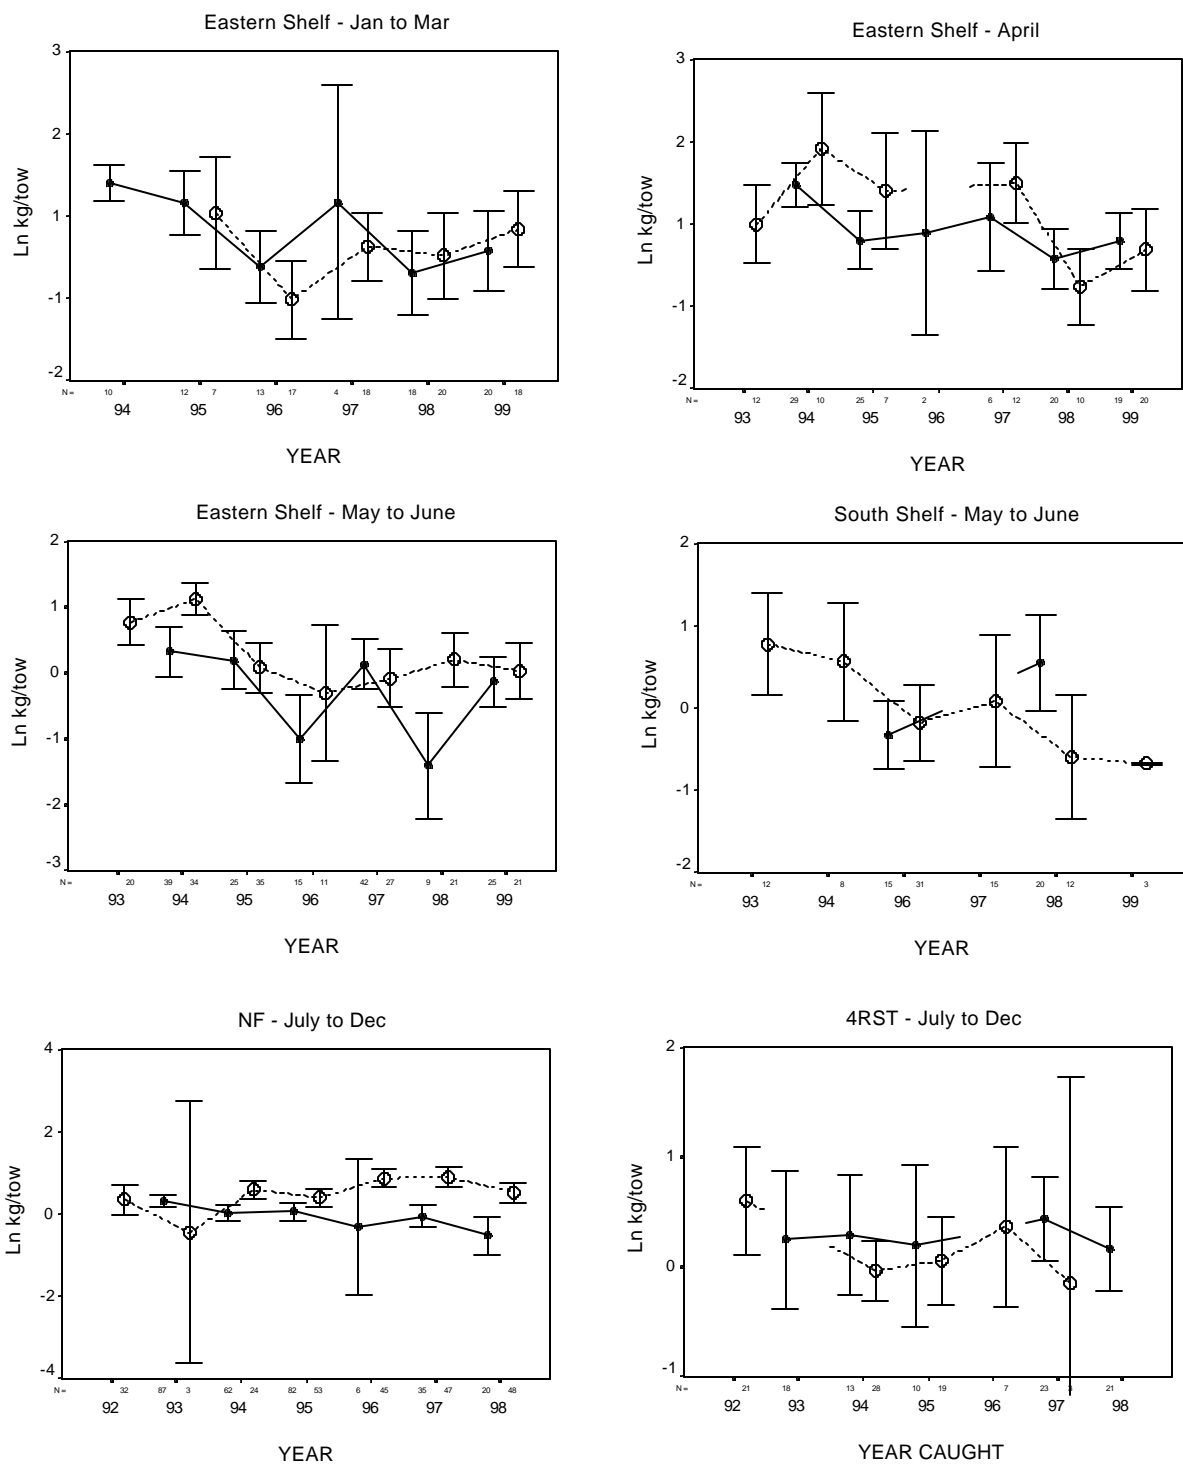 Eastern Shelf - Jan to Mar
3
2
1
-1
-2
Ln kg/tow
N = 10 12 7 13 17 4 18 18 20 20 18
94 95 96 97 98 99
YEAR
Eastern Shelf - April
3
2
1
-1
-2
Ln kg/tow
N = 12 29 10 25 7 2 6 12 20 10 19 20
93 94 95 96 97 98 99
YEAR
Eastern Shelf - May to June
2
1
0
-1
-2
-3
Ln kg/tow
N = 20 39 34 25 35 15 11 42 27 9 21 25 21
93 94 95 96 97 98 99
YEAR
South Shelf - May to June
2
1
0
-1
-2
Ln kg/tow
N = 12 8 15 31 15 20 12 3
93 94 96 97 98 99
YEAR
NF - July to Dec
4
2
0
-2
-4
Ln kg/tow
N = 32 87 3 62 24 82 53 6 45 35 47 20 48
92 93 94 95 96 97 98
YEAR
4RST - July to Dec
2
1
0
-1
Ln kg/tow
N = 21 18 13 28 10 19 7 23 3 21
92 93 94 95 96 97 98
YEAR CAUGHT